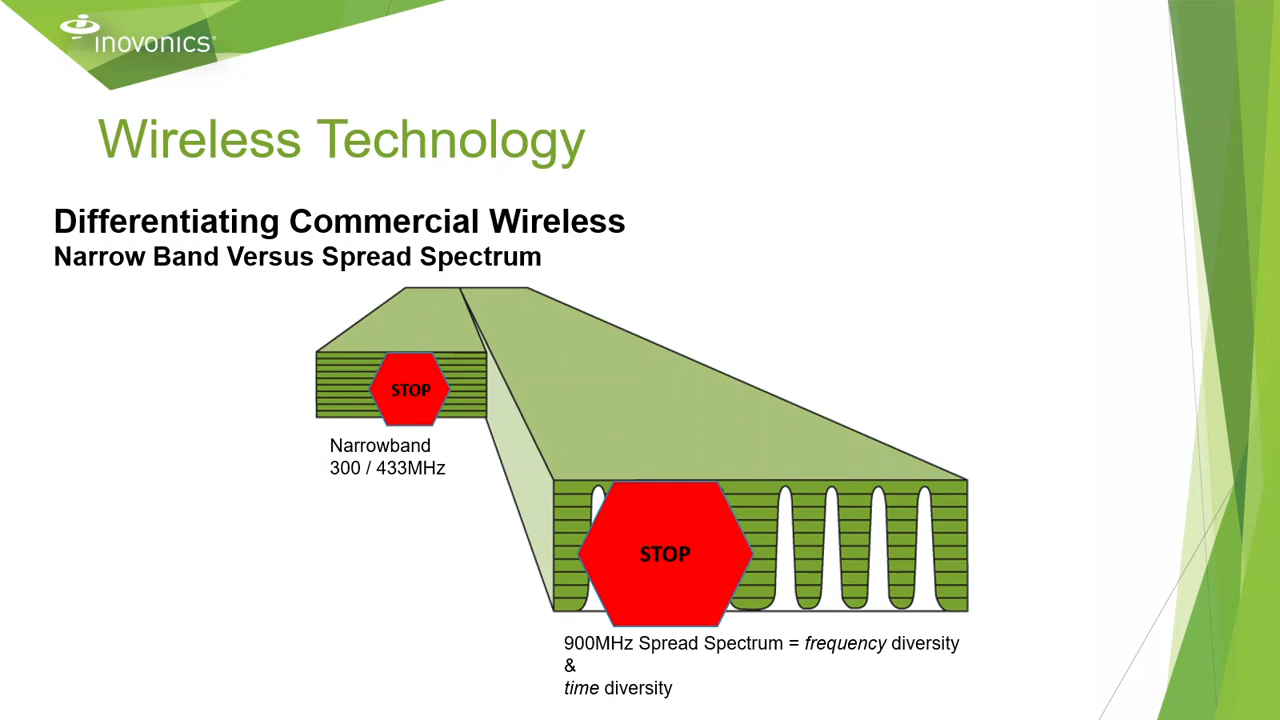 inovonics
Wireless Technology
Differentiating Commercial Wireless
Narrow Band Versus Spread Spectrum
STOP
Narrowband
300 / 433MHz
STOP
900MHz Spread Spectrum = frequency diversity
&
time diversity